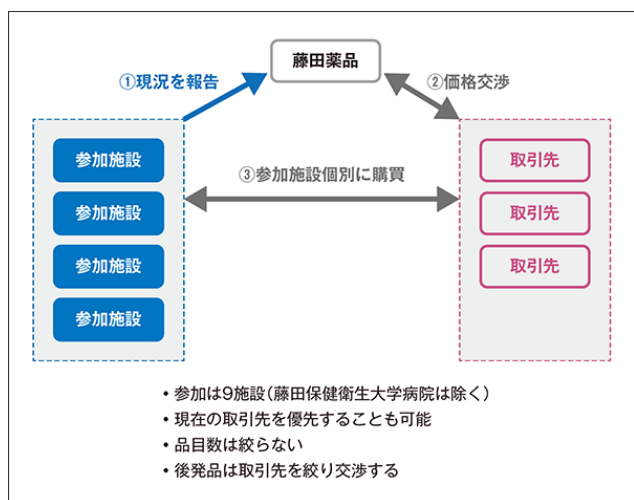 藤田薬品
①現況を報告
②価格交渉
参加施設
参加施設
参加施設
参加施設
③参加施設個別に購買
取引先
取引先
取引先
・参加は9施設(藤田保健衛生大学病院は除く)
・現在の取引先を優先することも可能
・品目数は絞らない
・後発品は取引先を絞り交渉する